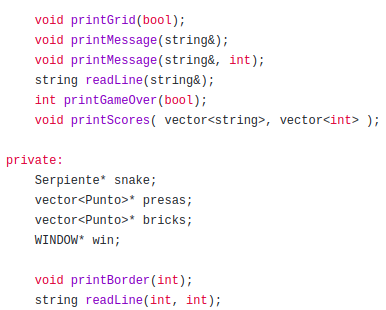 void printGrid(bool);
void printMessage(string&);
void printMessage(string&, int);
string readLine(string&);
int printGameOver(bool);
void printScores( vector<string>, vector<int> );
private:
Serpiente* snake;
vector<Punto>* presas;
vector<Punto>* bricks;
WINDOW* win;
void printBorder(int);
string readLine(int, int);